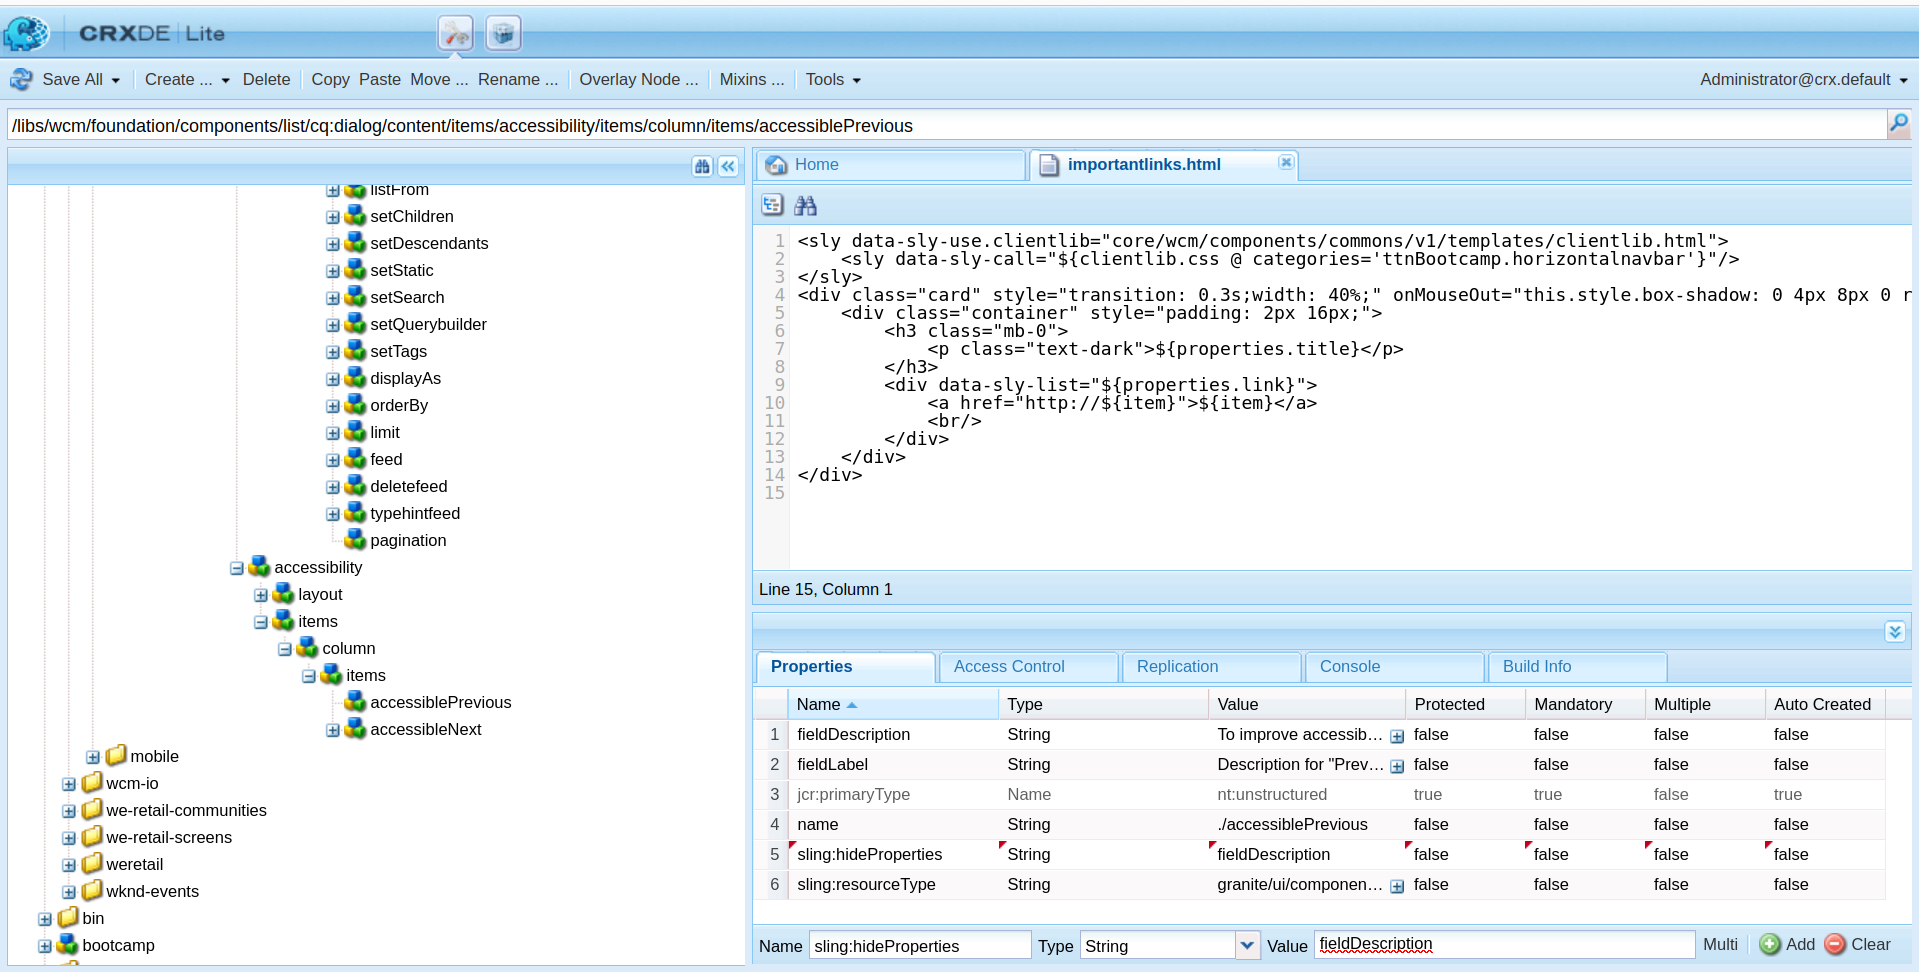 CRXDE | Lite
Save All
Create ...
Delete
Copy
Paste
Move ...
Rename ...
Overlay Node ...
Mixins ...
Tools
Administrator@crx.default
/libs/wcm/foundation/components/list/cq:dialog/content/items/accessibility/items/column/items/accessiblePrevious
listFrom
setChildren
setDescendants
setStatic
setSearch
setQuerybuilder
setTags
displayAs
orderBy
limit
feed
deletefeed
typehintfeed
pagination
accessibility
layout
items
column
items
accessiblePrevious
accessibleNext
mobile
wcm-io
we-retail-communities
we-retail-screens
weretail
wknd-events
bin
bootcamp
Home
importantlinks.html
1 <sly data-sly-use.clientlib="core/wcm/components/commons/v1/templates/clientlib.html">
2     <sly data-sly-call="${clientlib.css @ categories='ttnBootcamp.horizontalnavbar'}"/>
3 </sly>
4 <div class="card" style="transition: 0.3s;width: 40%;" onMouseOut="this.style.box-shadow: 0 4px 8px 0 r
5     <div class="container" style="padding: 2px 16px;">
6         <h3 class="mb-0">
7             <p class="text-dark">${properties.title}</p>
8         </h3>
9         <div data-sly-list="${properties.link}">
10             <a href="http://${item}">${item}</a>
11             <br/>
12         </div>
13     </div>
14 </div>
15
Line 15, Column 1
Properties
Access Control
Replication
Console
Build Info
Name Type Value Protected Mandatory Multiple Auto Created
1 fieldDescription String To improve accessib... false false false false
2 fieldLabel String Description for "Prev... false false false false
3 jcr:primaryType Name nt:unstructured true true false true
4 name String ./accessiblePrevious false false false false
5 sling:hideProperties String fieldDescription false false false false
6 sling:resourceType String granite/ui/componen... false false false false
Name sling:hideProperties Type String Value fieldDescription Multi Add Clear